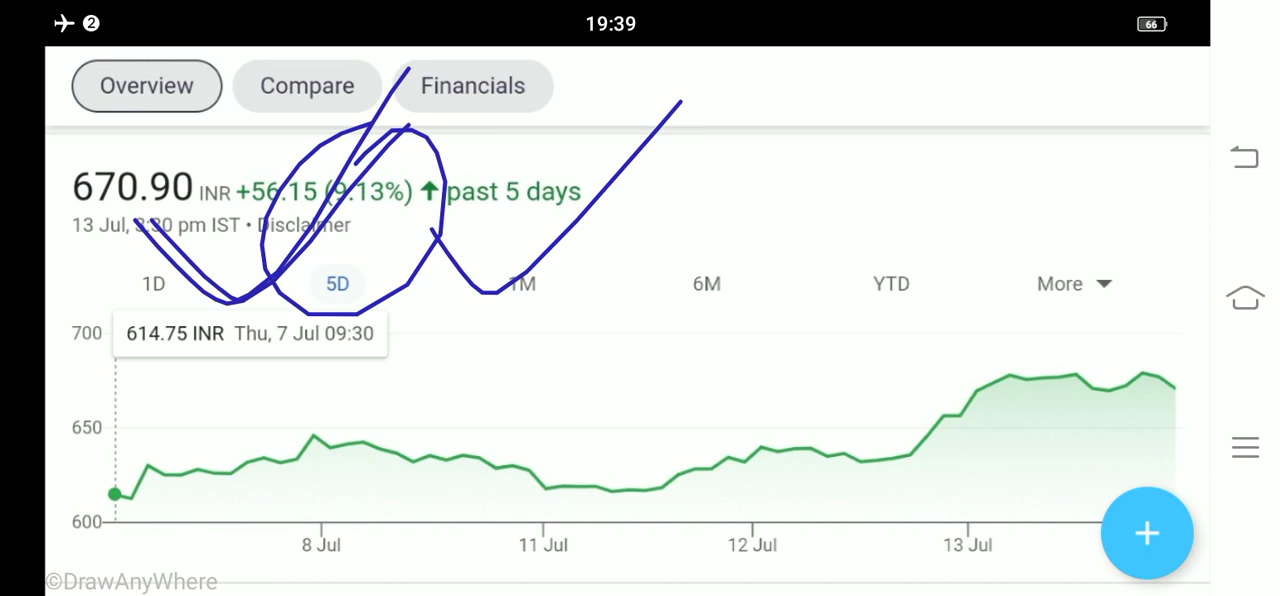 2 19:39 66
Overview Compare Financials
670.90 INR +56.15 (9.13%) ↑ past 5 days
13 Jul, 3:30 pm IST • Disclaimer
1D 5D 1M 6M YTD More
614.75 INR Thu, 7 Jul 09:30
700
650
600
8 Jul 11 Jul 12 Jul 13 Jul
+
©DrawAnyWhere